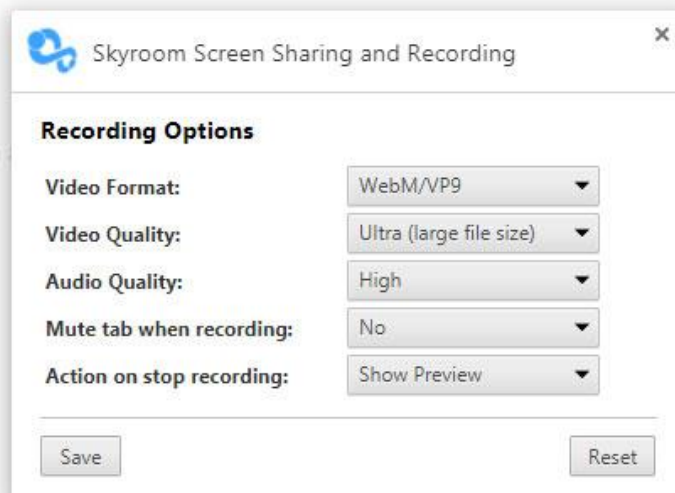 Skyroom Screen Sharing and Recording
Recording Options
Video Format: WebM/VP9
Video Quality: Ultra (large file size)
Audio Quality: High
Mute tab when recording: No
Action on stop recording: Show Preview
Save Reset